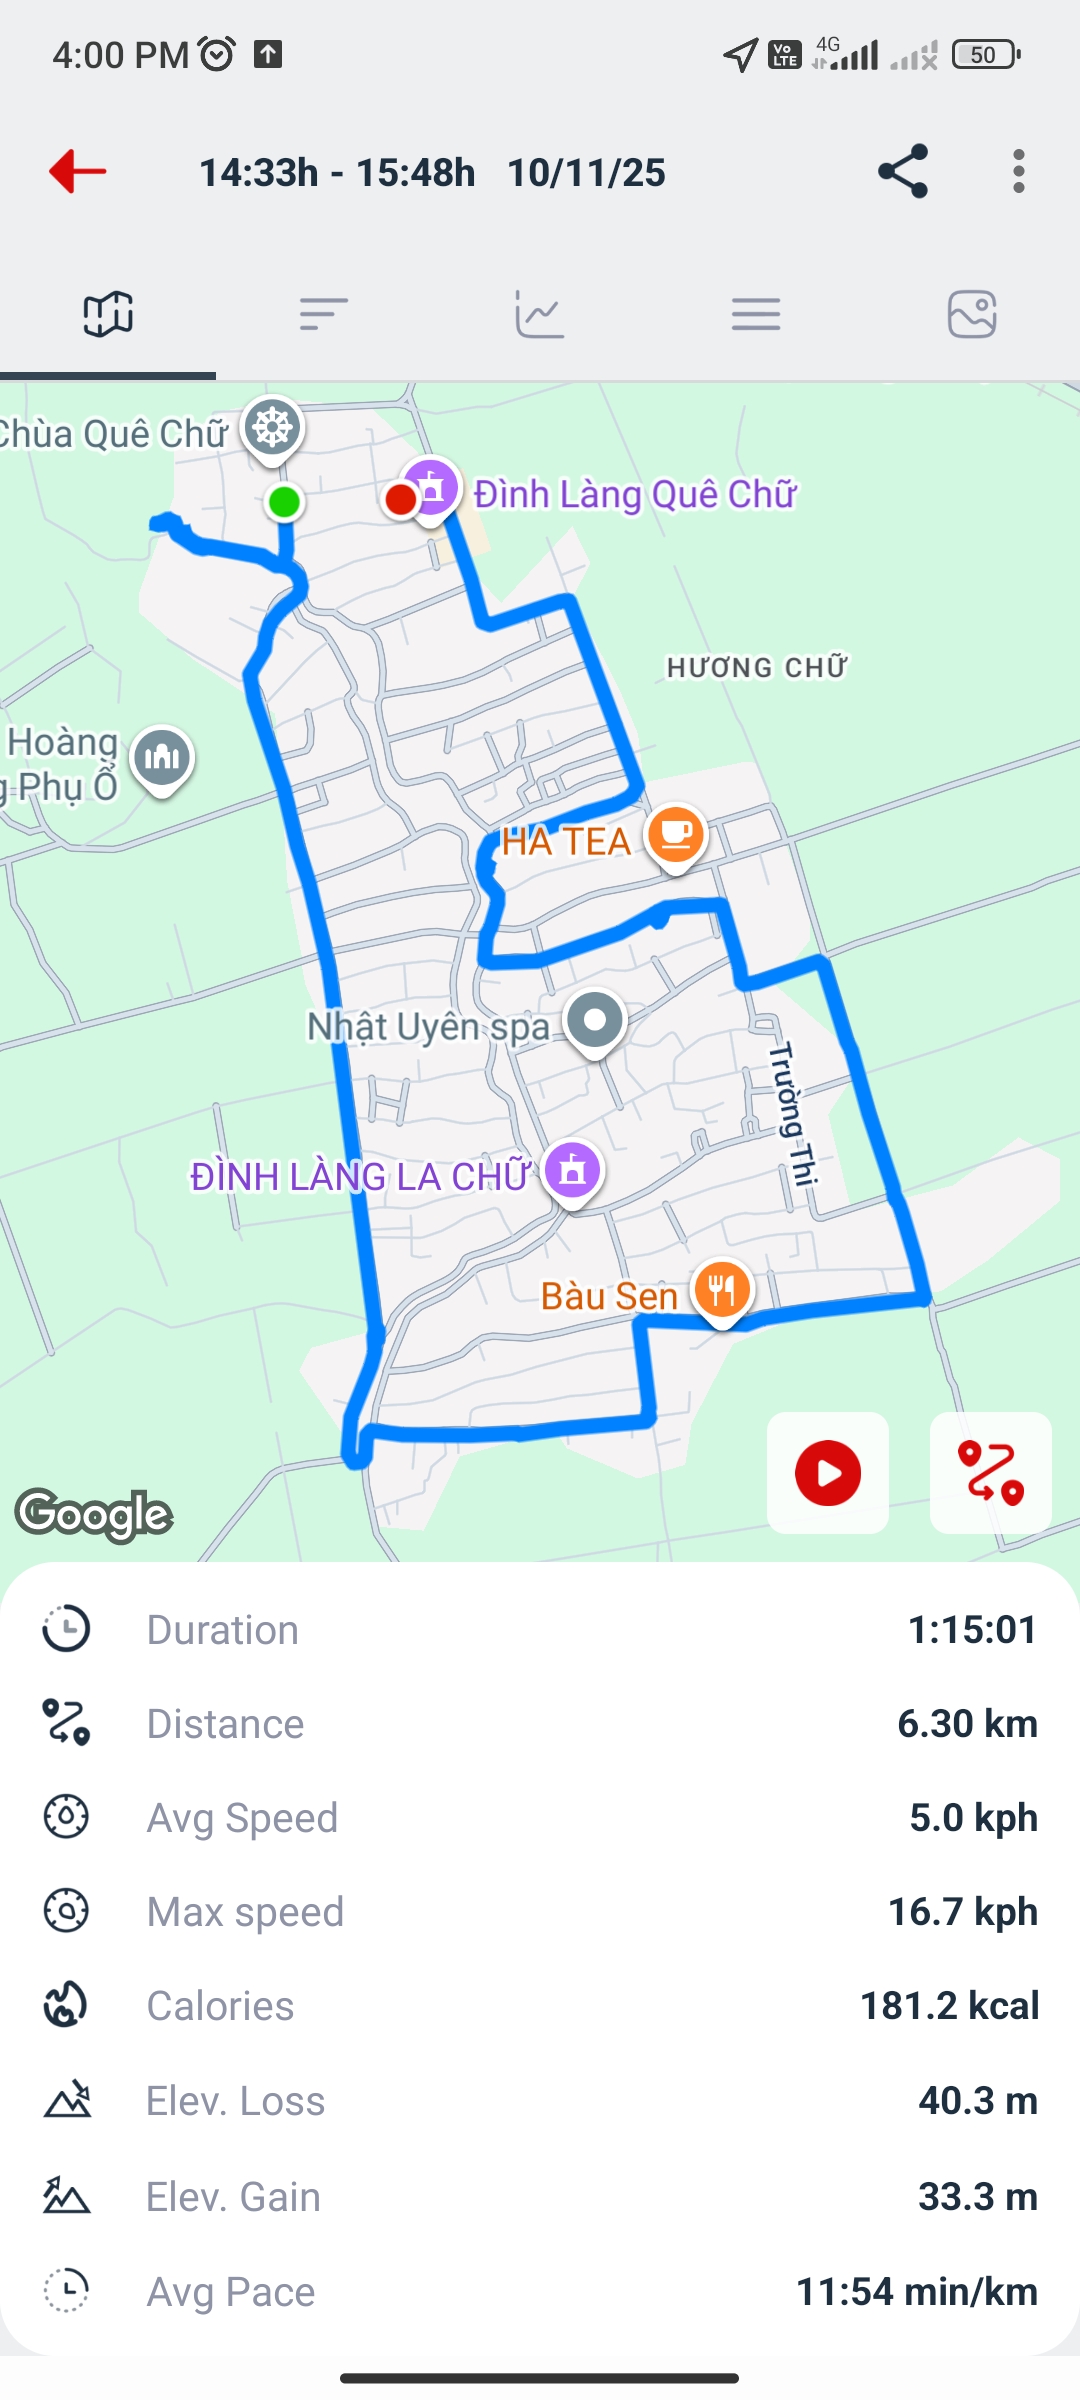 4:00 PM
Vo LTE 4G 50
14:33h - 15:48h 10/11/25
Chùa Quê Chữ
Đình Làng Quê Chữ
HƯƠNG CHỮ
Hoàng
g Phụ Ổ
HA TEA
Nhật Uyên spa
Trường Thi
ĐÌNH LÀNG LA CHỮ
Bàu Sen
Google
Duration 1:15:01
Distance 6.30 km
Avg Speed 5.0 kph
Max speed 16.7 kph
Calories 181.2 kcal
Elev. Loss 40.3 m
Elev. Gain 33.3 m
Avg Pace 11:54 min/km